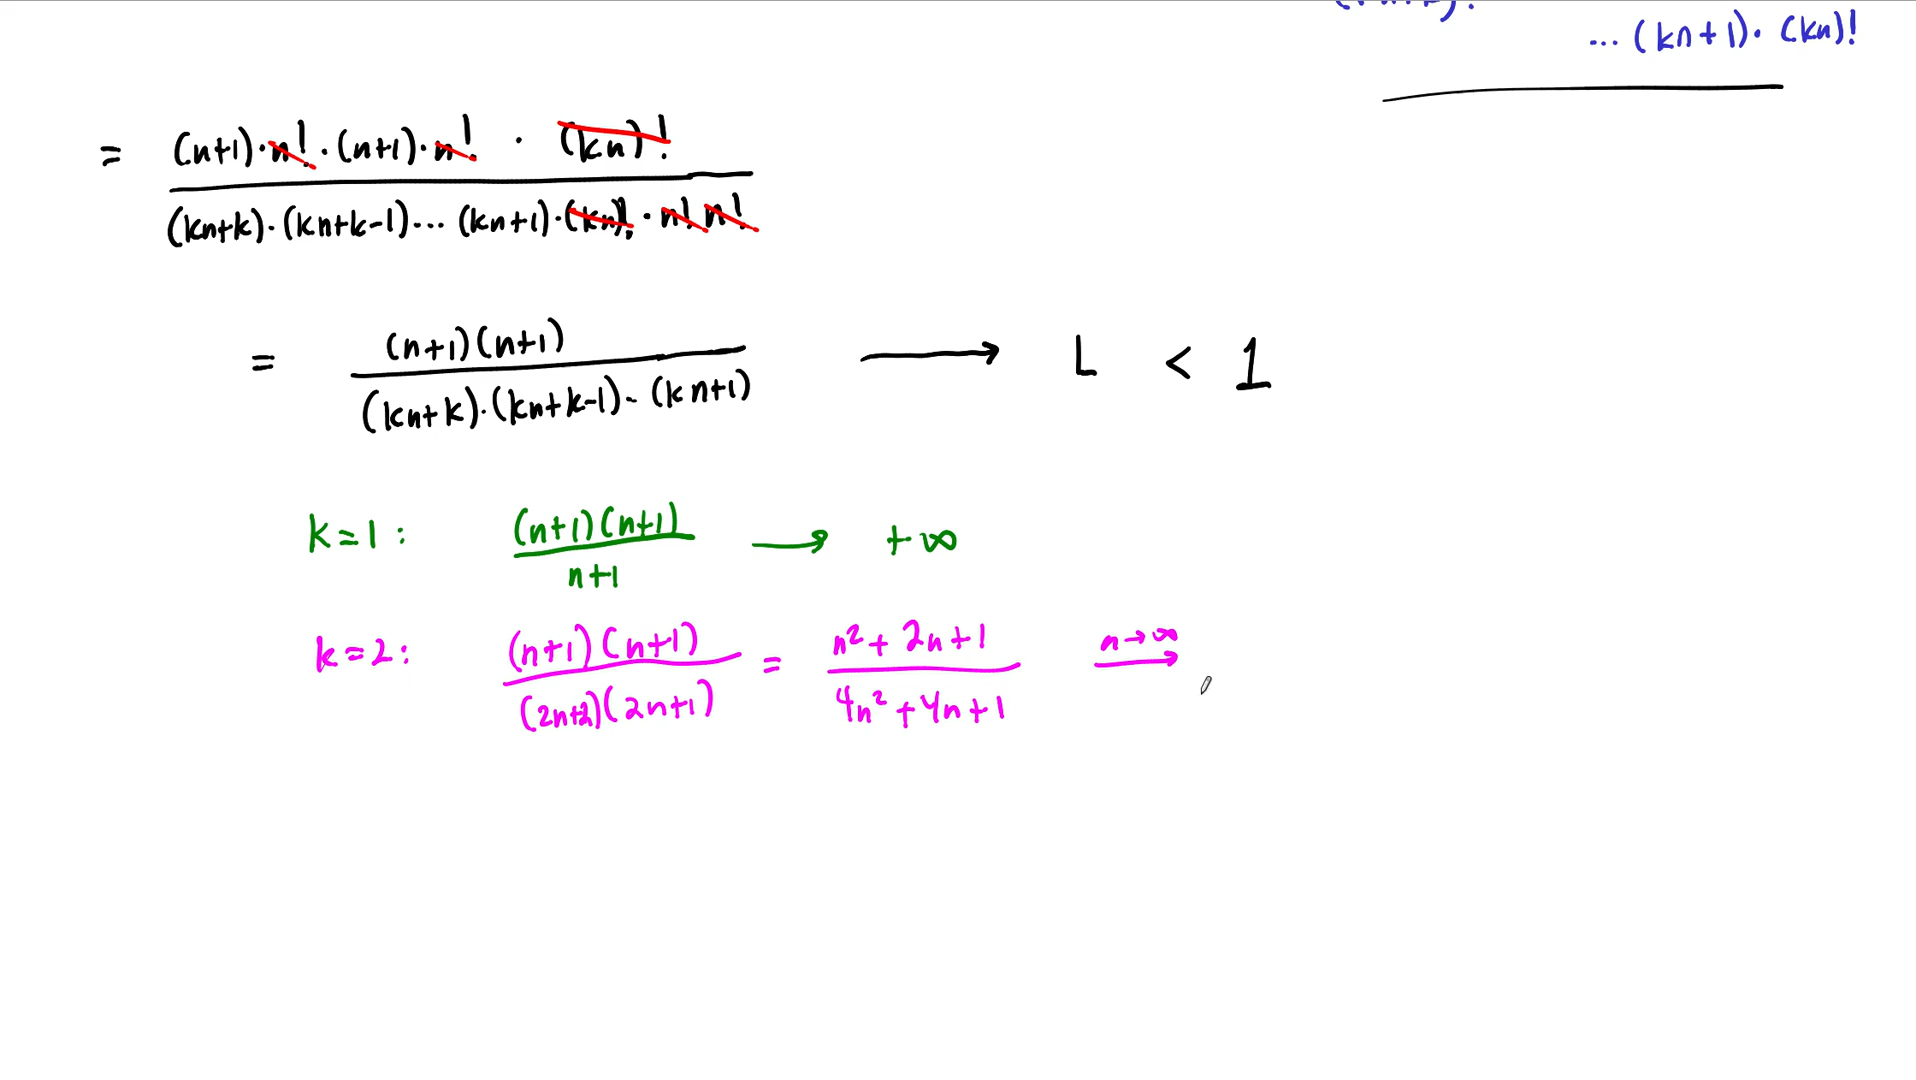 ... (kn+1)· (kn)!
= (n+1)·n!·(n+1)·n! · (kn)!
(kn+k)·(kn+k-1)... (kn+1)·(kn)!·n! n!
= (n+1)(n+1) ⟶ L < 1
(kn+k)·(kn+k-1)-(kn+1)
k=1: (n+1)(n+1) ⟶ +∞
n+1
k=2: (n+1)(n+1) = n²+2n+1 n→∞ ⟶
(2n+2)(2n+1) 4n²+4n+1